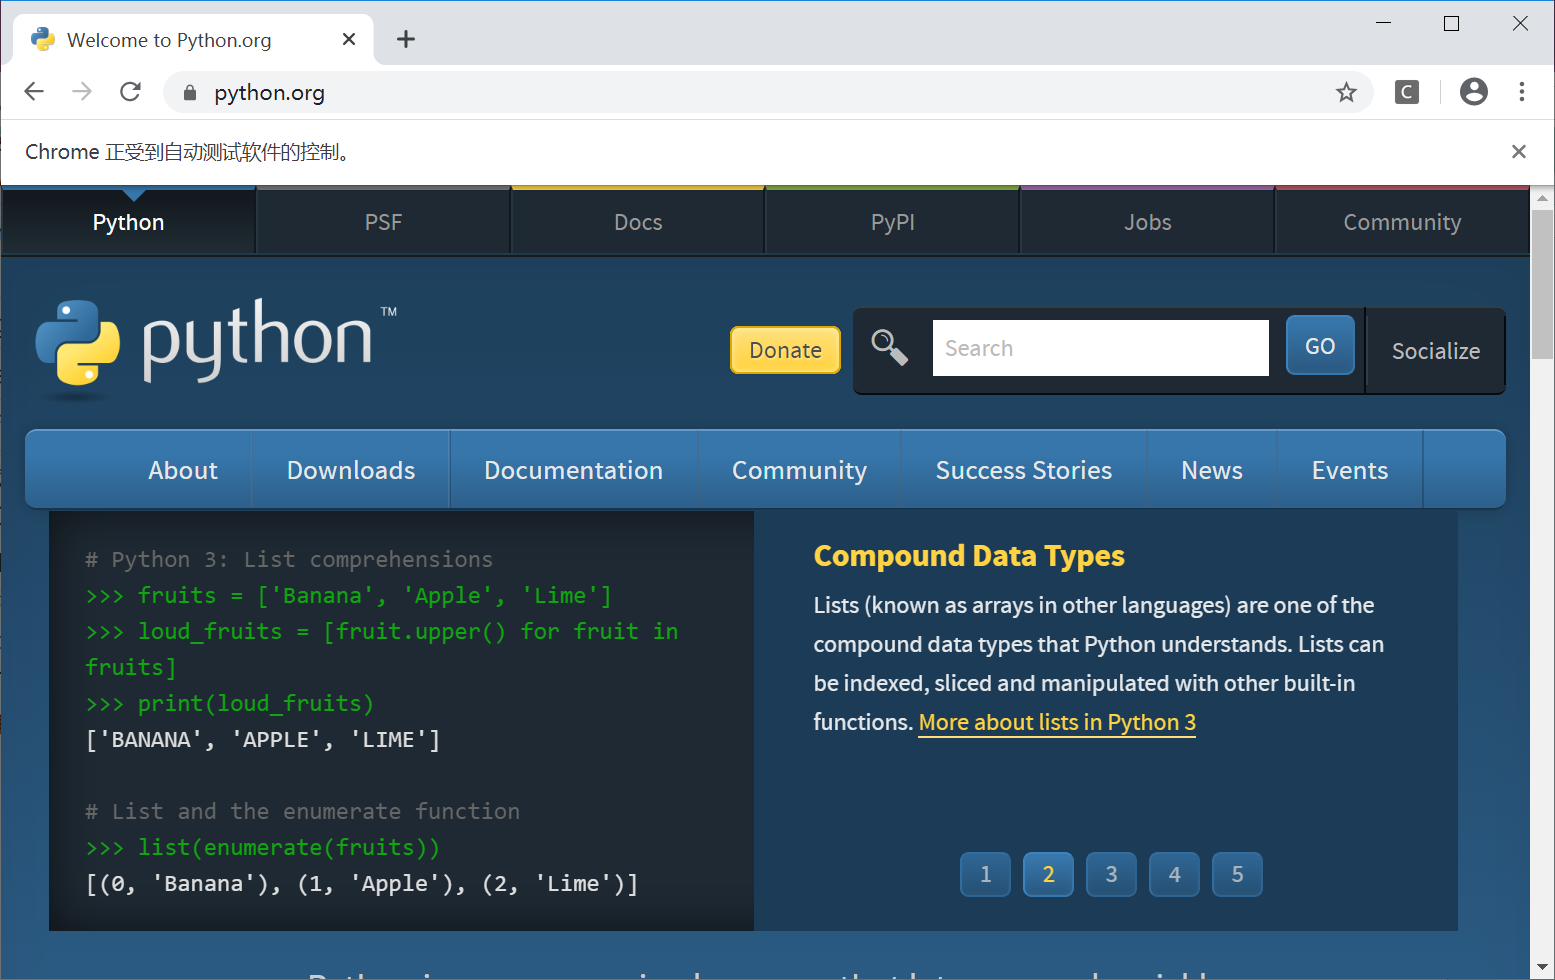 Welcome to Python.org
python.org
C
Chrome 正受到自动测试软件的控制。
Python PSF Docs PyPI Jobs Community
python TM
Donate Search GO Socialize
About Downloads Documentation Community Success Stories News Events
# Python 3: List comprehensions
>>> fruits = ['Banana', 'Apple', 'Lime']
>>> loud_fruits = [fruit.upper() for fruit in
fruits]
>>> print(loud_fruits)
['BANANA', 'APPLE', 'LIME']
# List and the enumerate function
>>> list(enumerate(fruits))
[(0, 'Banana'), (1, 'Apple'), (2, 'Lime')]
Compound Data Types
Lists (known as arrays in other languages) are one of the
compound data types that Python understands. Lists can
be indexed, sliced and manipulated with other built-in
functions. More about lists in Python 3
1 2 3 4 5